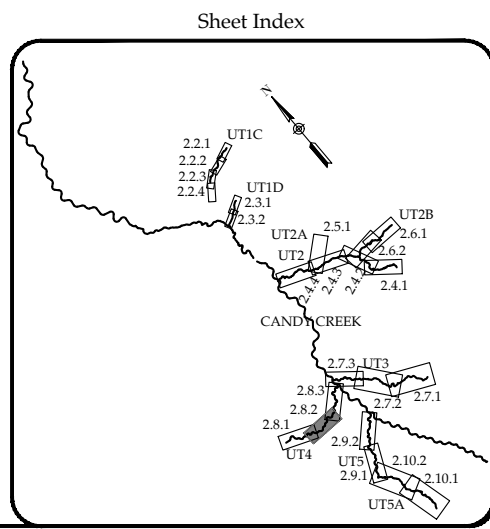 Sheet Index
N
2.2.1
UT1C
2.2.2
2.2.3
2.2.4
UT1D
2.3.1
2.3.2
UT2A
2.5.1
UT2B
2.6.1
UT2
2.6.2
2.4.4
2.4.3
2.4.2
2.4.1
CANDY CREEK
2.7.3
UT3
2.8.3
2.7.2
2.7.1
2.8.2
2.8.1
UT4
2.9.2
UT5
2.9.1
2.10.2
2.10.1
UT5A